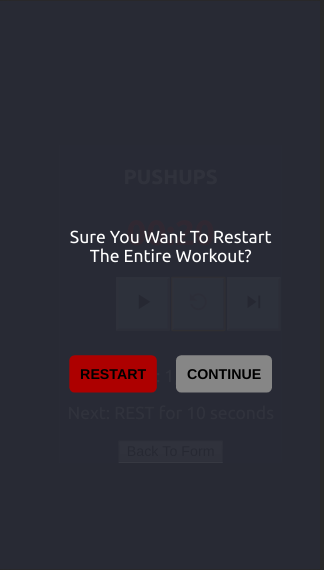 PUSHUPS
Sure You Want To Restart
The Entire Workout?
RESTART
CONTINUE
Next: REST for 10 seconds
Back To Form